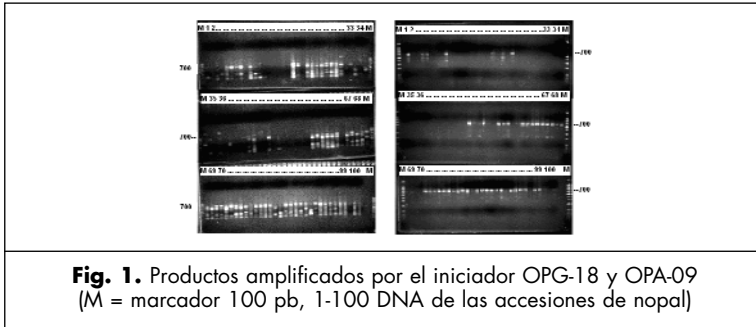 M 1 2 33 34 M
700
M 35 36 67 68 M
700
M 69 70 99 100 M
700
M 1 2 33 34 M
700
M 35 36 67 68 M
700
M 69 70 99 100 M
700
Fig. 1. Productos amplificados por el iniciador OPG-18 y OPA-09
(M = marcador 100 pb, 1-100 DNA de las accesiones de nopal)